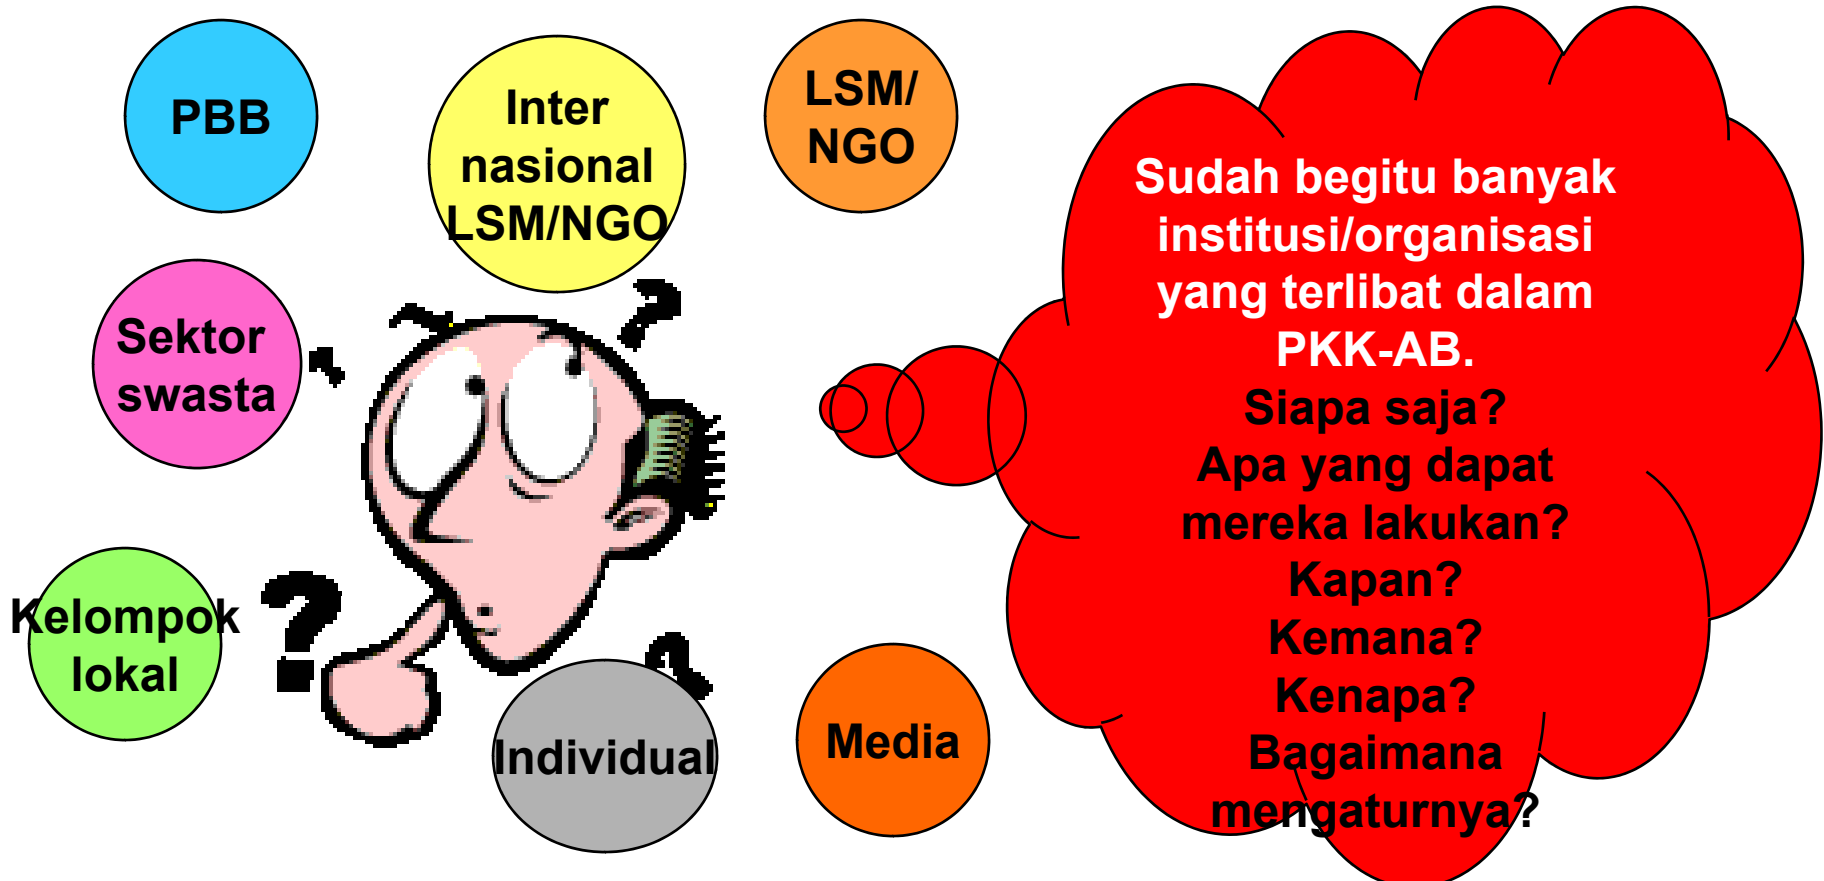 PBB
Inter
nasional
LSM/NGO
LSM/
NGO
Sektor
swasta
Kelompok
lokal
Individual
Media
Sudah begitu banyak
institusi/organisasi
yang terlibat dalam
PKK-AB.
Siapa saja?
Apa yang dapat
mereka lakukan?
Kapan?
Kemana?
Kenapa?
Bagaimana
mengaturnya?